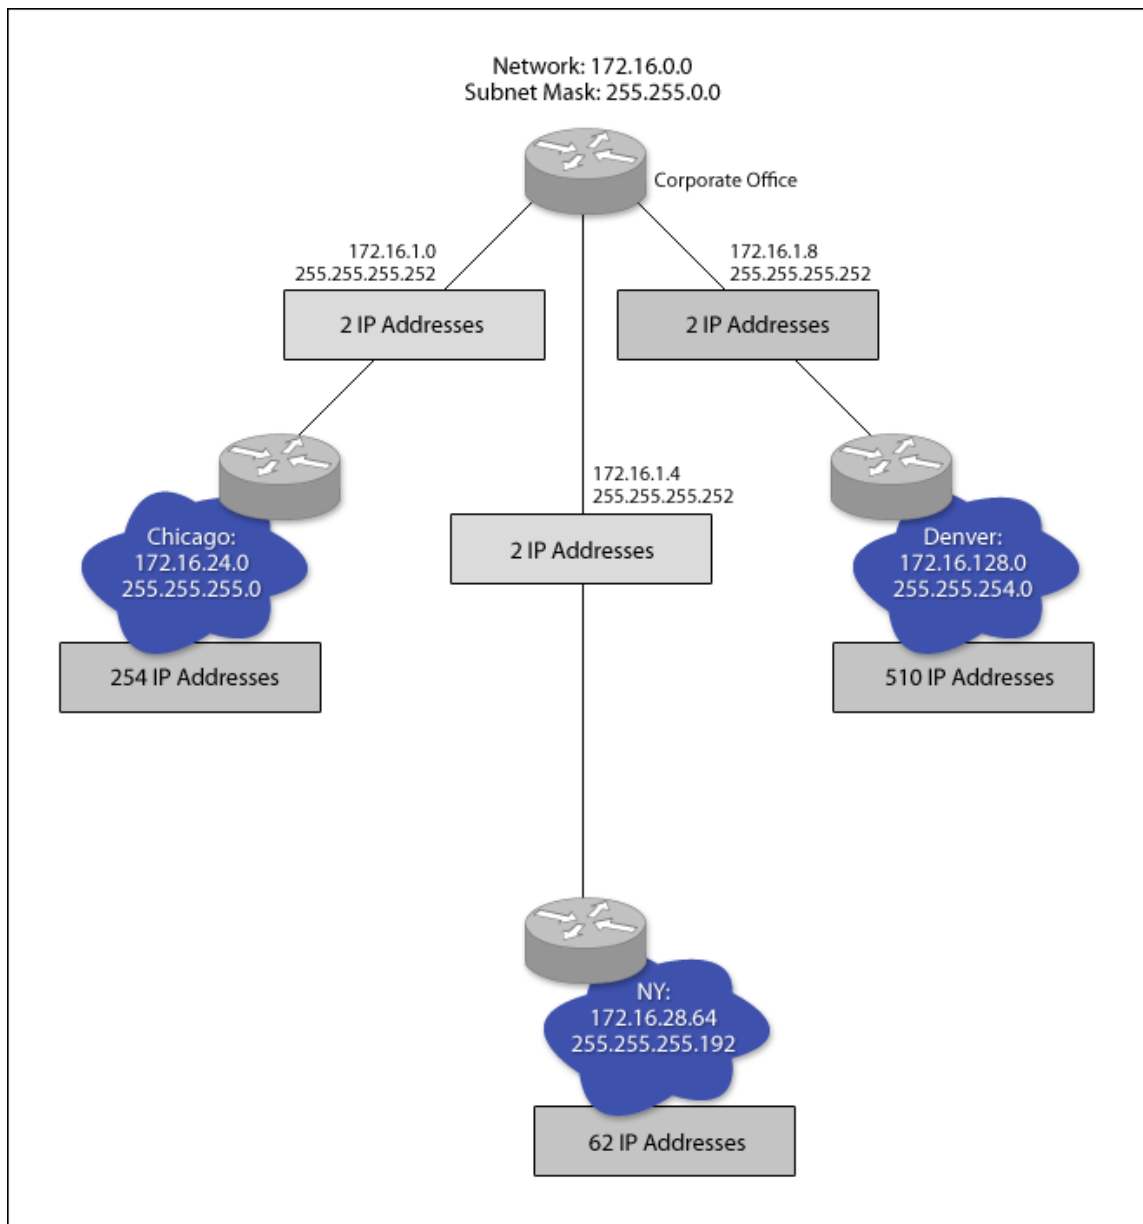 Network: 172.16.0.0
Subnet Mask: 255.255.0.0
Corporate Office
172.16.1.0
255.255.255.252
2 IP Addresses
172.16.1.8
255.255.255.252
2 IP Addresses
172.16.1.4
255.255.255.252
2 IP Addresses
Chicago:
172.16.24.0
255.255.255.0
254 IP Addresses
Denver:
172.16.128.0
255.255.254.0
510 IP Addresses
NY:
172.16.28.64
255.255.255.192
62 IP Addresses